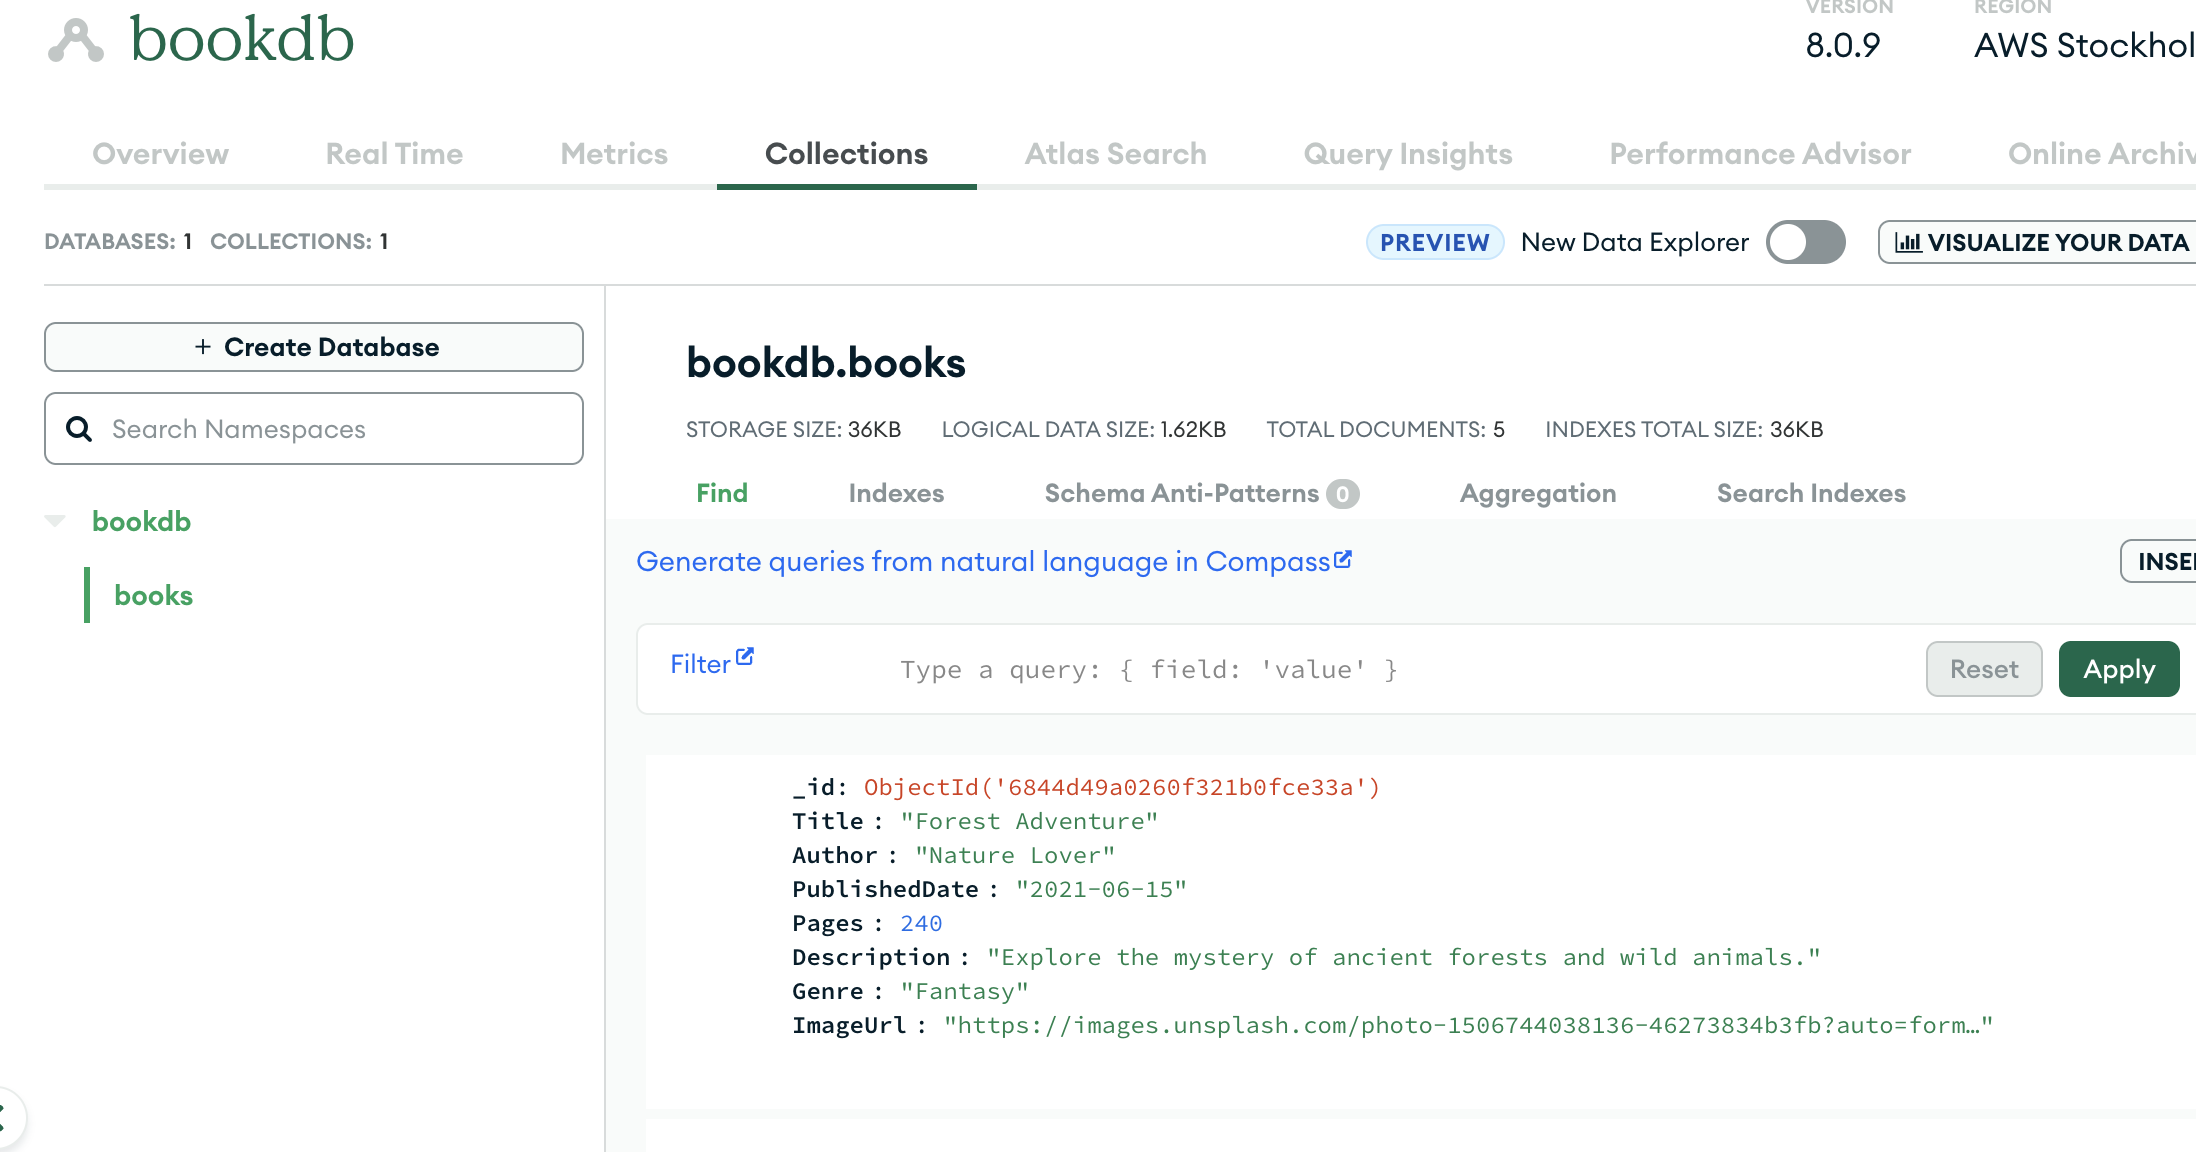 bookdb
VERSION
8.0.9
REGION
AWS Stockhol
Overview
Real Time
Metrics
Collections
Atlas Search
Query Insights
Performance Advisor
Online Archiv
DATABASES: 1 COLLECTIONS: 1
PREVIEW New Data Explorer
VISUALIZE YOUR DATA
+ Create Database
Search Namespaces
bookdb
books
bookdb.books
STORAGE SIZE: 36KB LOGICAL DATA SIZE: 1.62KB TOTAL DOCUMENTS: 5 INDEXES TOTAL SIZE: 36KB
Find Indexes Schema Anti-Patterns 0 Aggregation Search Indexes
Generate queries from natural language in Compass
INSE
Filter Type a query: { field: 'value' } Reset Apply
_id: ObjectId('6844d49a0260f321b0fce33a')
Title : "Forest Adventure"
Author : "Nature Lover"
PublishedDate : "2021-06-15"
Pages : 240
Description : "Explore the mystery of ancient forests and wild animals."
Genre : "Fantasy"
ImageUrl : "https://images.unsplash.com/photo-1506744038136-46273834b3fb?auto=form…"